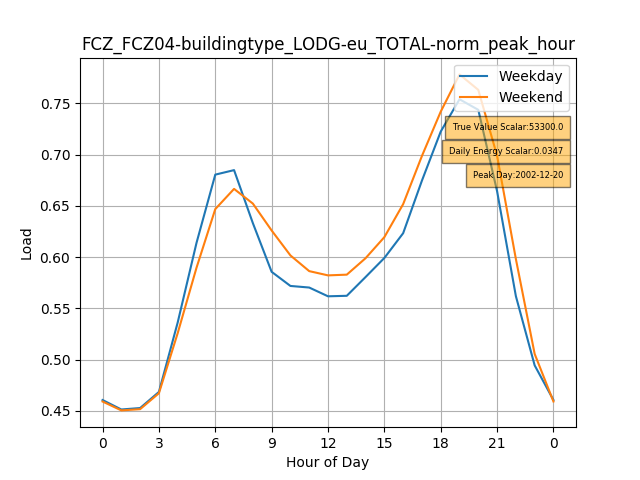 FCZ_FCZ04-buildingtype_LODG-eu_TOTAL-norm_peak_hour
Weekday
Weekend
True Value Scalar:53300.0
Daily Energy Scalar:0.0347
Peak Day:2002-12-20
Load
0.75
0.70
0.65
0.60
0.55
0.50
0.45
0 3 6 9 12 15 18 21 0
Hour of Day